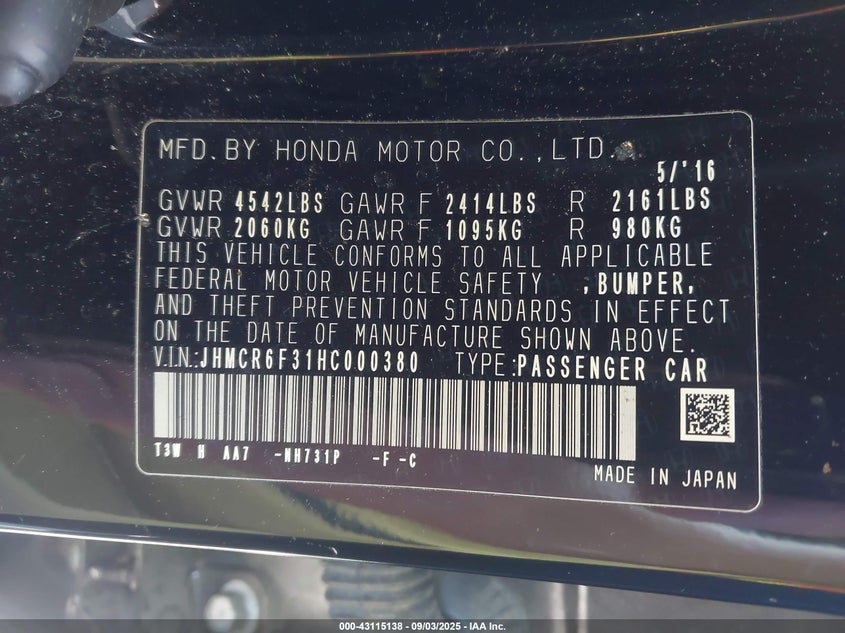 MFD. BY HONDA MOTOR CO., LTD.
5/'16
GVWR 4542LBS GAWR F 2414LBS R 2161LBS
GVWR 2060KG GAWR F 1095KG R 980KG
THIS VEHICLE CONFORMS TO ALL APPLICABLE
FEDERAL MOTOR VEHICLE SAFETY , BUMPER,
AND THEFT PREVENTION STANDARDS IN EFFECT
ON THE DATE OF MANUFACTURE SHOWN ABOVE.
V.I.N.:JHMCR6F31HC000380 TYPE:PASSENGER CAR
T3W H AA7 -NH731P -F -C
MADE IN JAPAN
000-43115138 - 09/03/2025 - IAA Inc.